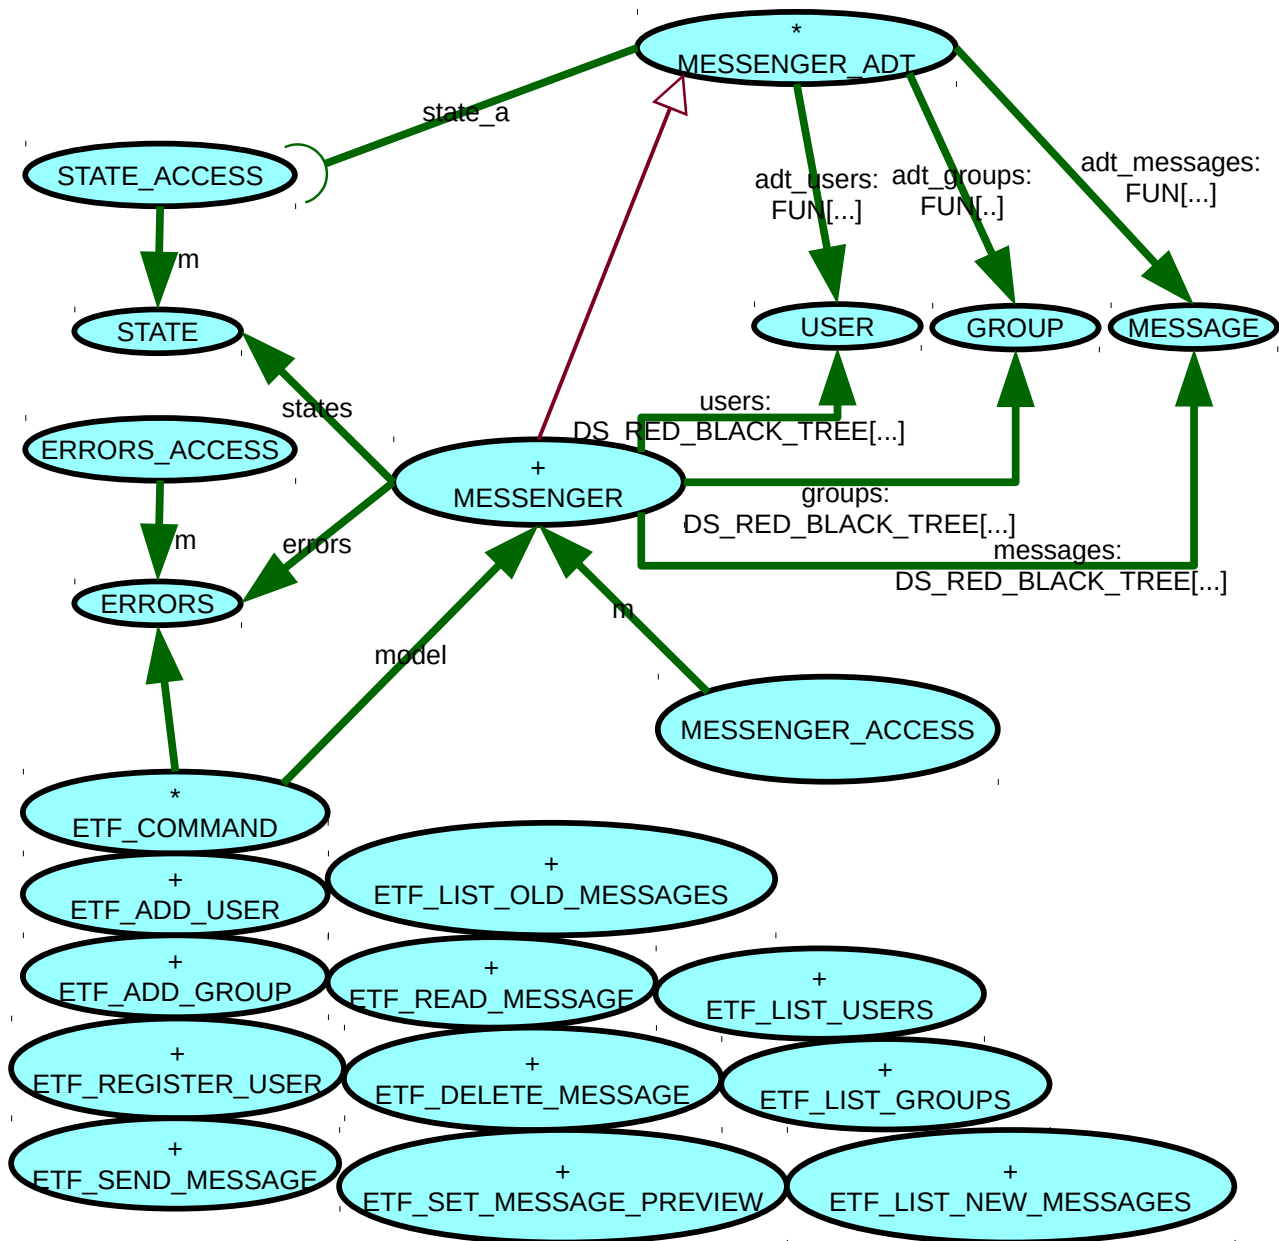 *
MESSENGER_ADT
state_a
STATE_ACCESS
adt_users:
FUN[...]
adt_groups:
FUN[..]
adt_messages:
FUN[...]
m
STATE
USER
GROUP
MESSAGE
states
users:
DS_RED_BLACK_TREE[...]
ERRORS_ACCESS
+
MESSENGER
groups:
DS_RED_BLACK_TREE[...]
m
errors
messages:
DS_RED_BLACK_TREE[...]
ERRORS
m
model
MESSENGER_ACCESS
*
ETF_COMMAND
+
ETF_ADD_USER
+
ETF_LIST_OLD_MESSAGES
+
ETF_ADD_GROUP
+
ETF_READ_MESSAGE
+
ETF_LIST_USERS
+
ETF_REGISTER_USER
+
ETF_DELETE_MESSAGE
+
ETF_LIST_GROUPS
+
ETF_SEND_MESSAGE
+
ETF_SET_MESSAGE_PREVIEW
+
ETF_LIST_NEW_MESSAGES